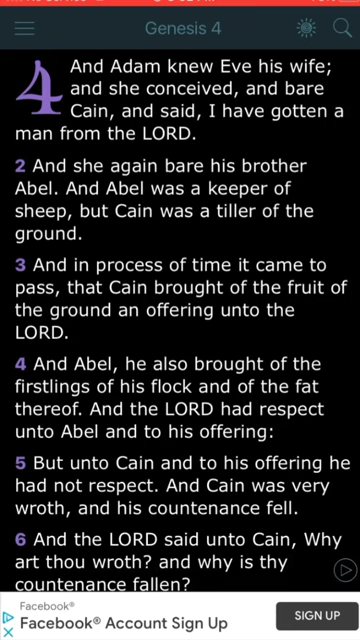 Genesis 4
4 And Adam knew Eve his wife;
and she conceived, and bare
Cain, and said, I have gotten a
man from the LORD.
2 And she again bare his brother
Abel. And Abel was a keeper of
sheep, but Cain was a tiller of the
ground.
3 And in process of time it came to
pass, that Cain brought of the fruit of
the ground an offering unto the
LORD.
4 And Abel, he also brought of the
firstlings of his flock and of the fat
thereof. And the LORD had respect
unto Abel and to his offering:
5 But unto Cain and to his offering he
had not respect. And Cain was very
wroth, and his countenance fell.
6 And the LORD said unto Cain, Why
art thou wroth? and why is thy
countenance fallen?
Facebook®
Facebook® Account Sign Up
SIGN UP